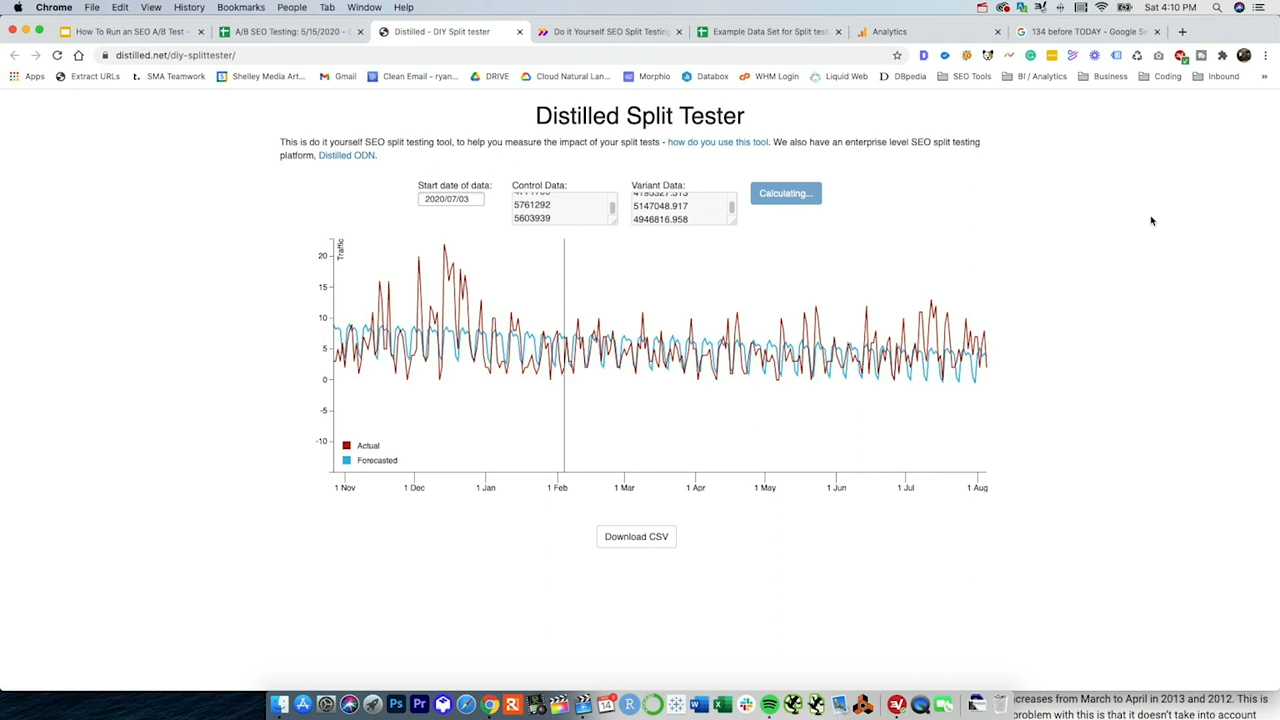 Chrome File Edit View History Bookmarks People Tab Window Help
Sat 4:10 PM
How To Run an SEO A/B Test -
A/B SEO Testing: 5/15/2020 -
Distilled - DIY Split tester
Do it Yourself SEO Split Testing
Example Data Set for Split test
Analytics
134 before TODAY - Google Se
distilled.net/diy-splittester/
Apps Extract URLs SMA Teamwork Shelley Media Art... Gmail Clean Email - ryan... DRIVE Cloud Natural Lan... Morphio Databox WHM Login Liquid Web DBpedia SEO Tools BI / Analytics Business Coding Inbound
Distilled Split Tester
This is do it yourself SEO split testing tool, to help you measure the impact of your split tests - how do you use this tool. We also have an enterprise level SEO split testing
platform, Distilled ODN.
Start date of data: Control Data: Variant Data:
2020/07/03
5761292
5603939
5147048.917
4946816.958
Calculating...
Traffic
20
15
10
5
0
-5
-10
Actual
Forecasted
1 Nov 1 Dec 1 Jan 1 Feb 1 Mar 1 Apr 1 May 1 Jun 1 Jul 1 Aug
Download CSV
creases from March to April in 2013 and 2012. This is
problem with this is that it doesn't take into account